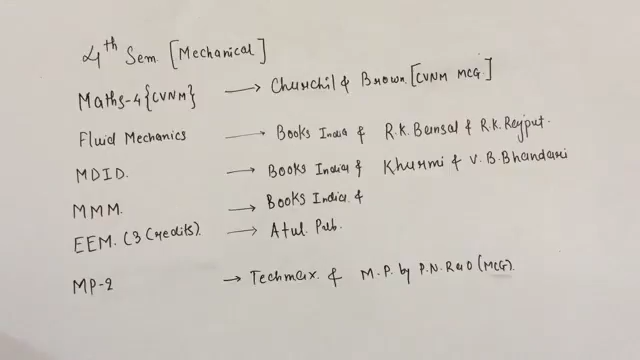 4th Sem. [Mechanical]
Maths-4 {CVNM} → Churchil & Brown [CVNM MCG.]
Fluid Mechanics → Books India & R.K. Bansal & R.K. Rajput.
MDID. → Books India & Khurmi & V.B. Bhandari
MMM. → Books India &
EEM. (3 Credits). → Atul Pub.
MP-2 → Techmax. & M.P. by P.N. Rao (MCG).